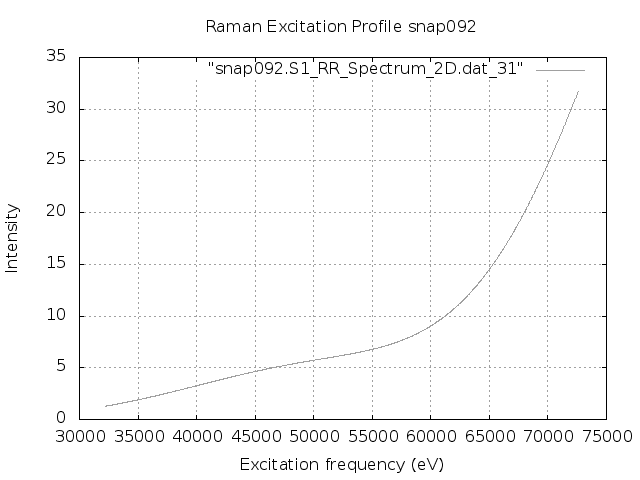 Raman Excitation Profile snap092
"snap092.S1_RR_Spectrum_2D.dat_31"
35
30
25
20
15
10
5
0
Intensity
30000 35000 40000 45000 50000 55000 60000 65000 70000 75000
Excitation frequency (eV)